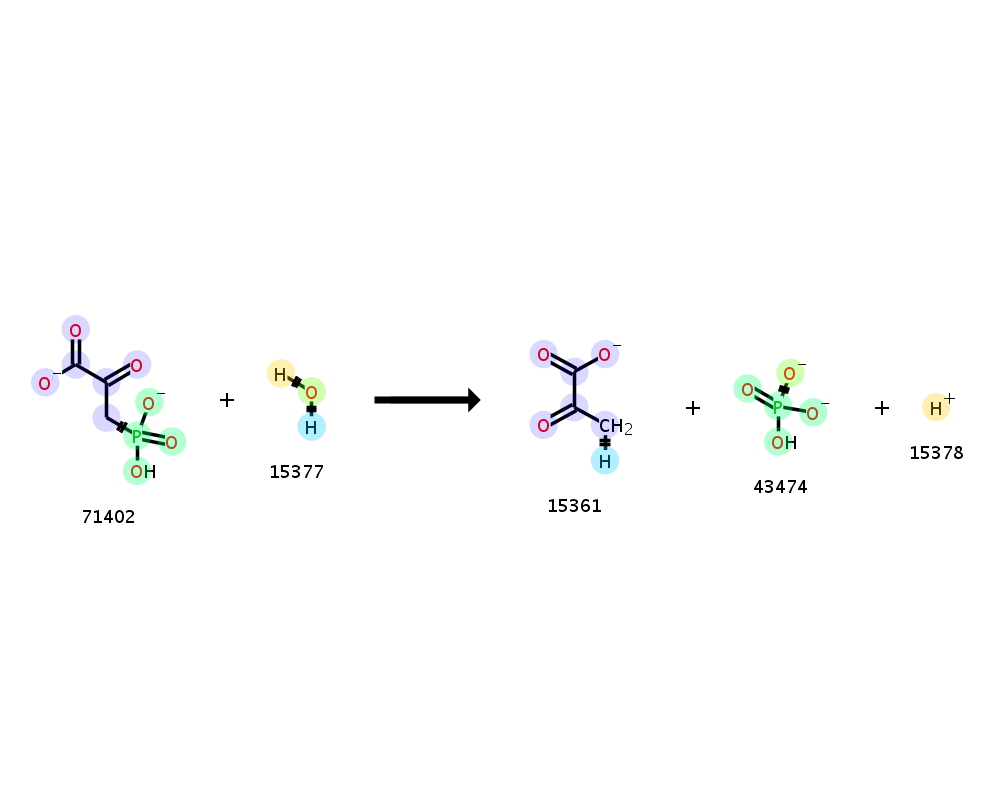 O
O⁻ O
O⁻
P O
OH
71402
+
H
O
H
15377
O O⁻
O CH₂
H
15361
+
O⁻
O
P O⁻
OH
43474
+
H⁺
15378